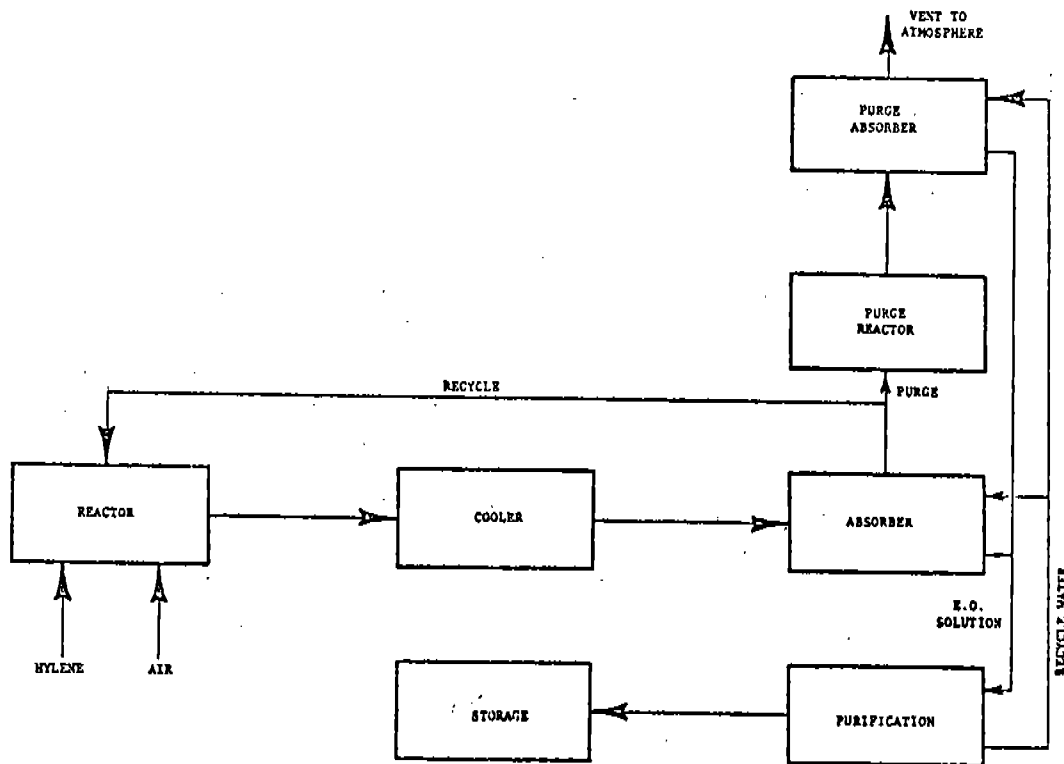 VENT TO
ATMOSPHERE
PURGE
ABSORBER
PURGE
REACTOR
RECYCLE
PURGE
REACTOR
COOLER
ABSORBER
E.O.
SOLUTION
RECYCLE WATER
HYLENE
AIR
STORAGE
PURIFICATION